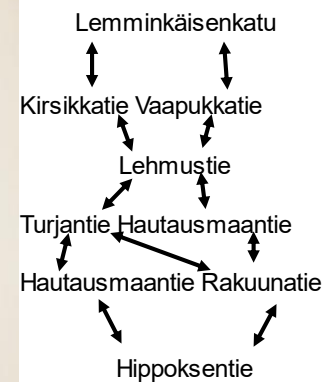 Lemminkäisenkatu
Kirsikkatie Vaapukkatie
Lehmustie
Turjantie Hautausmaantie
Hautausmaantie Rakuunatie
Hippoksentie